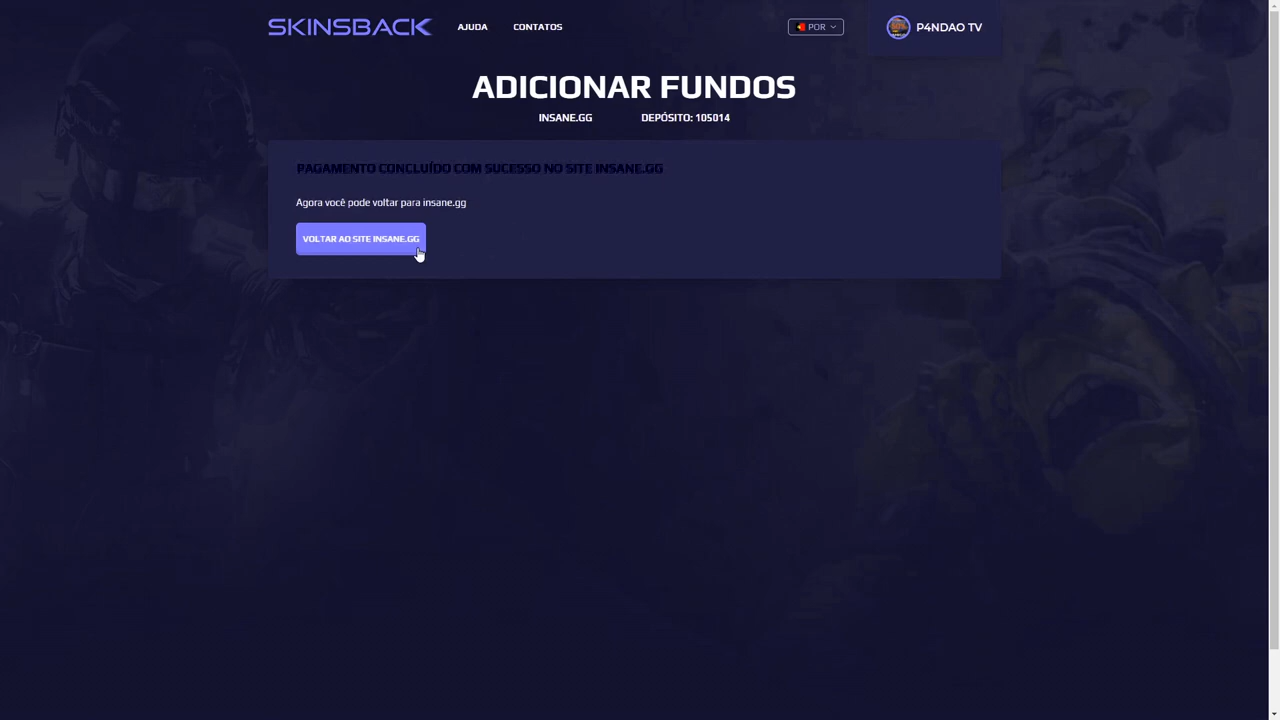 SKINSBACK AJUDA CONTATOS POR P4NDAO TV
ADICIONAR FUNDOS
INSANE.GG DEPÓSITO: 105014
PAGAMENTO CONCLUÍDO COM SUCESSO NO SITE INSANE.GG
Agora você pode voltar para insane.gg
VOLTAR AO SITE INSANE.GG